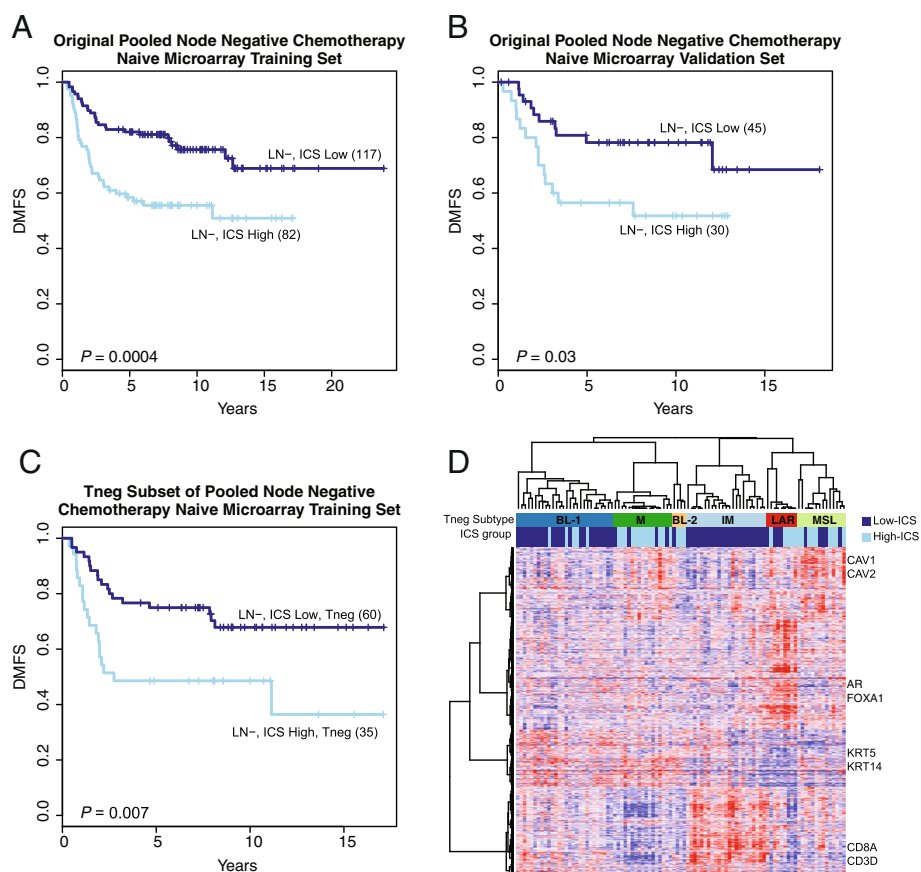 A
Original Pooled Node Negative Chemotherapy
Naive Microarray Training Set
DMFS
1.0
0.8
0.6
0.4
0.2
0.0
LN−, ICS Low (117)
LN−, ICS High (82)
P = 0.0004
0 5 10 15 20
Years
B
Original Pooled Node Negative Chemotherapy
Naive Microarray Validation Set
DMFS
1.0
0.8
0.6
0.4
0.2
0.0
LN−, ICS Low (45)
LN−, ICS High (30)
P = 0.03
0 5 10 15
Years
C
Tneg Subset of Pooled Node Negative
Chemotherapy Naive Microarray Training Set
DMFS
1.0
0.8
0.6
0.4
0.2
0.0
LN−, ICS Low, Tneg (60)
LN−, ICS High, Tneg (35)
P = 0.007
0 5 10 15
Years
D
Tneg Subtype BL-1 M BL-2 IM LAR MSL
ICS group
Low-ICS
High-ICS
CAV1
CAV2
AR
FOXA1
KRT5
KRT14
CD8A
CD3D